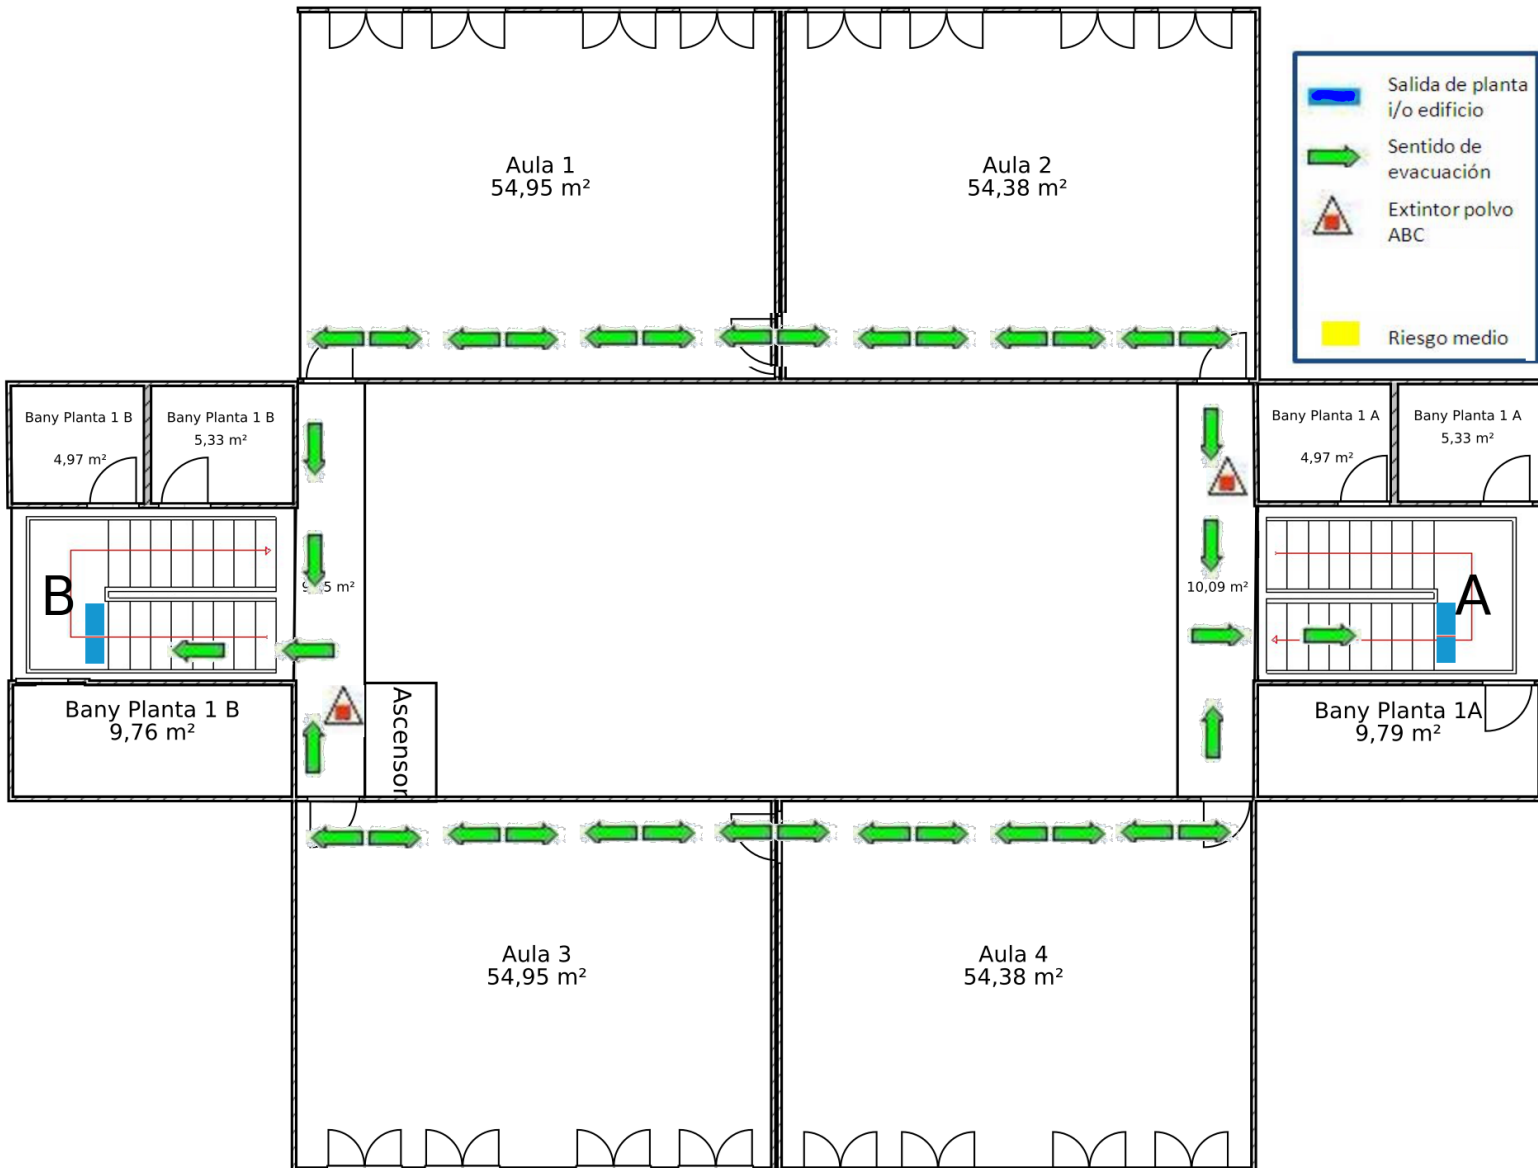 Aula 1
54,95 m²
Aula 2
54,38 m²
Salida de planta
i/o edificio
Sentido de
evacuación
Extintor polvo
ABC
Riesgo medio
Bany Planta 1 B
4,97 m²
Bany Planta 1 B
5,33 m²
Bany Planta 1 A
4,97 m²
Bany Planta 1 A
5,33 m²
B
m²
10,09 m²
A
Bany Planta 1 B
9,76 m²
Ascensor
Bany Planta 1A
9,79 m²
Aula 3
54,95 m²
Aula 4
54,38 m²